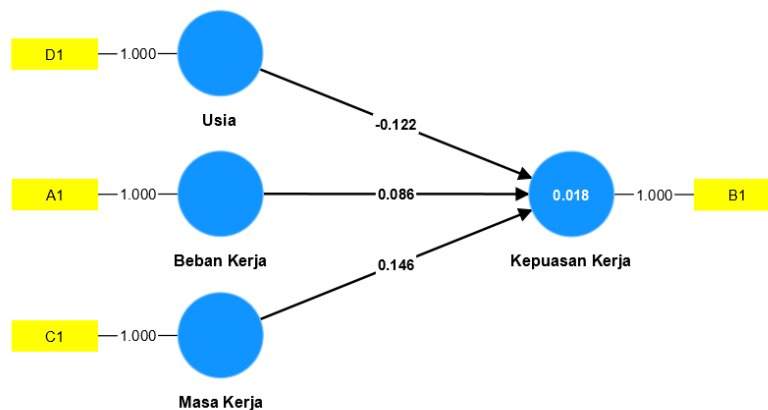 D1
1.000
Usia
-0.122
A1
1.000
Beban Kerja
0.086
0.018
Kepuasan Kerja
1.000
B1
0.146
C1
1.000
Masa Kerja